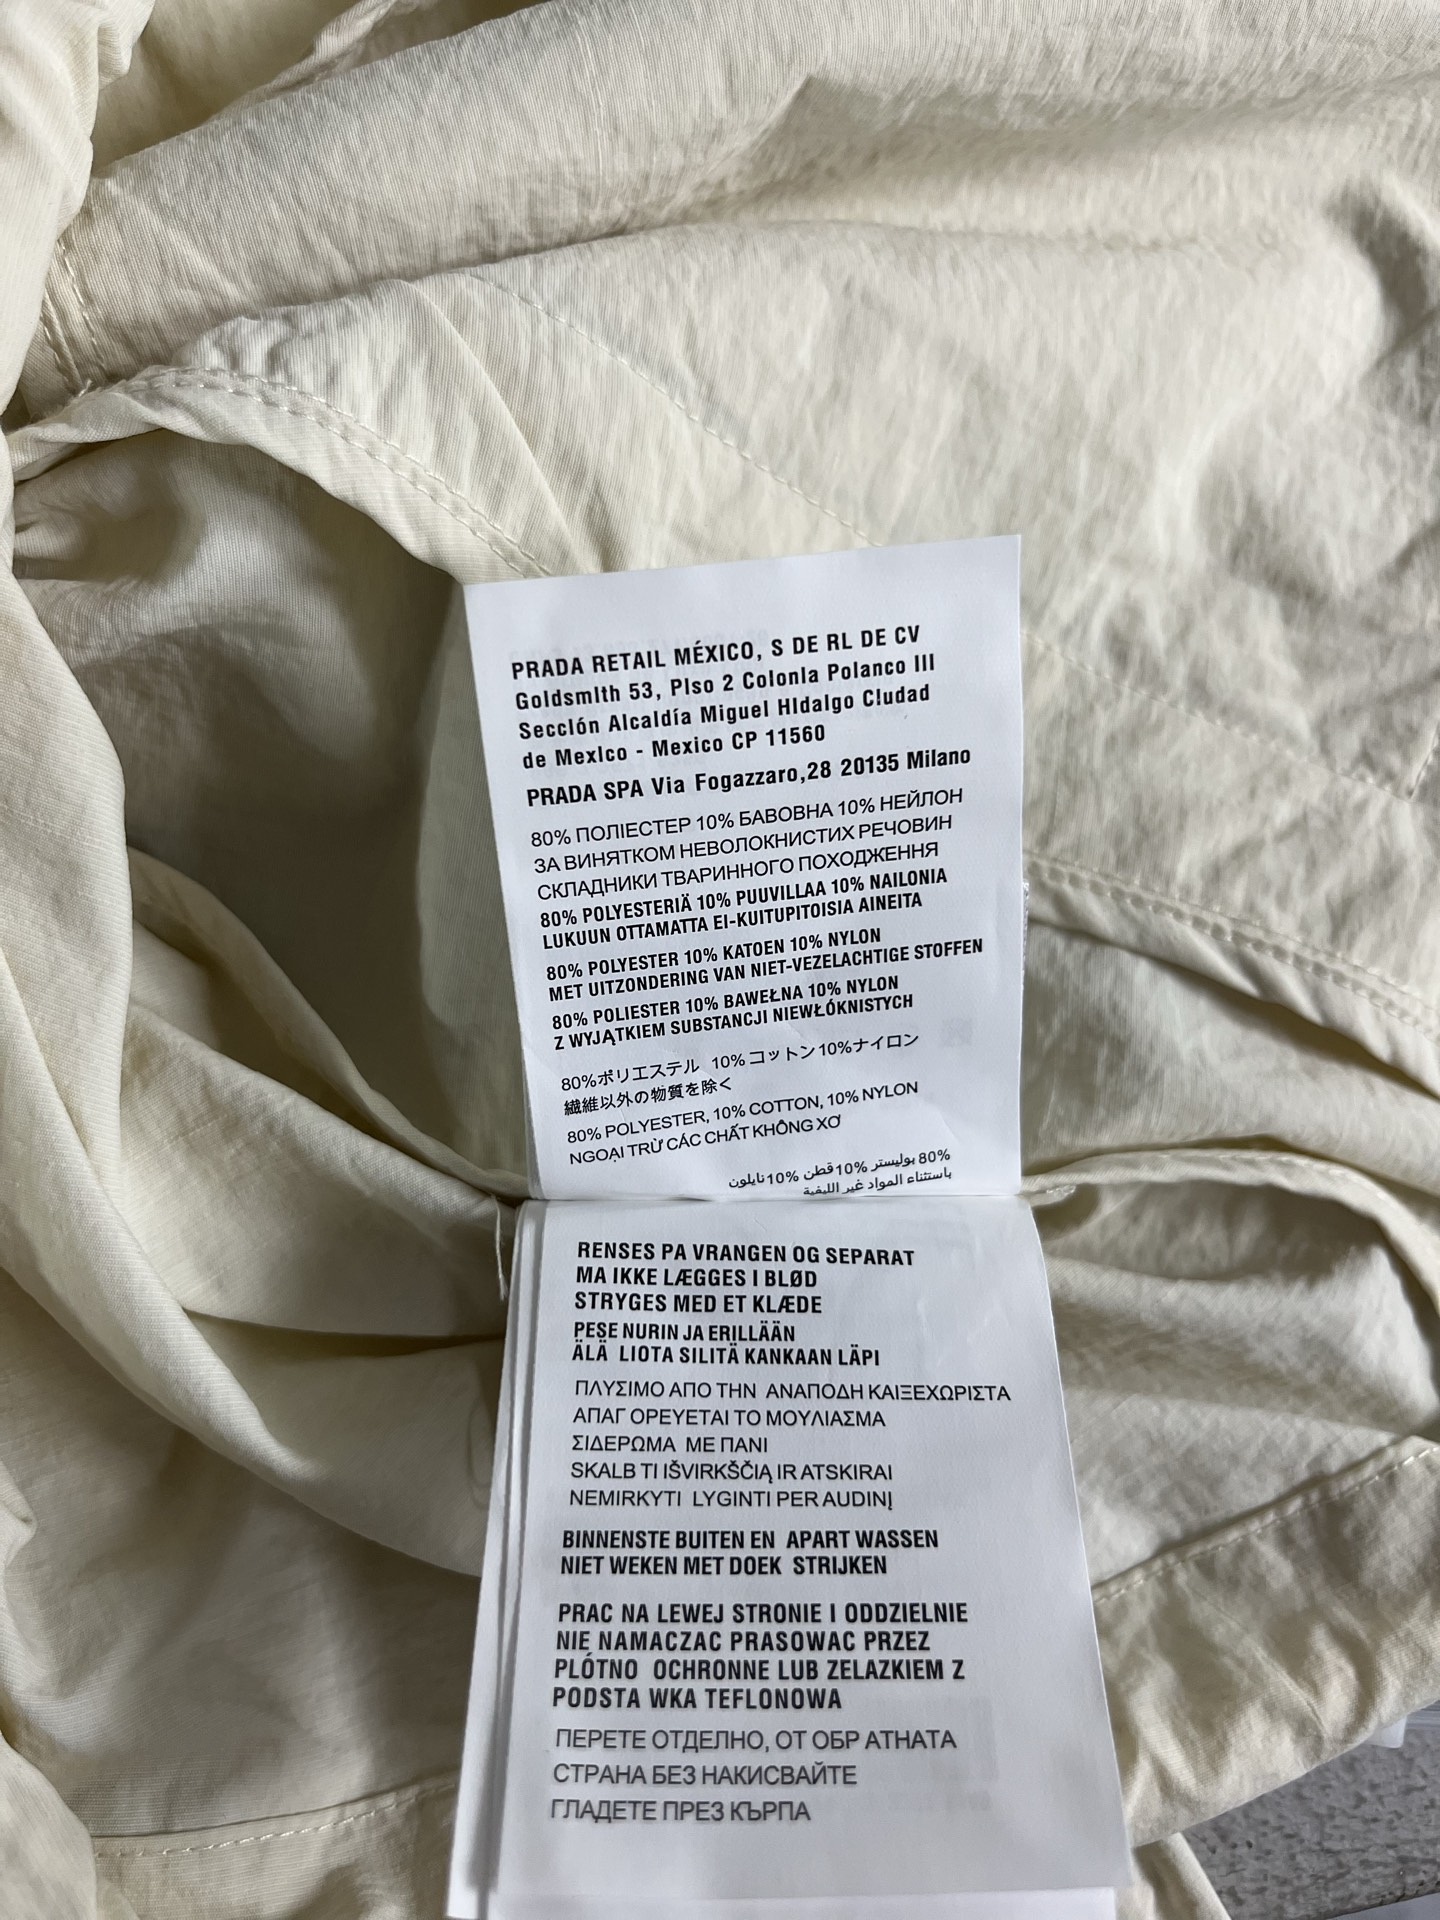 PRADA RETAIL MÉXICO, S DE RL DE CV
Goldsmlth 53, Plso 2 Colonla Polanco III
Secclón Alcaldía Miguel Hldalgo Cludad
de Mexlco - Mexico CP 11560
PRADA SPA Via Fogazzaro,28 20135 Milano
80% ПОЛІЕСТЕР 10% БАВОВНА 10% НЕЙЛОН
ЗА ВИНЯТКОМ НЕВОЛОКНИСТИХ РЕЧОВИН
СКЛАДНИКИ ТВАРИННОГО ПОХОДЖЕННЯ
80% POLYESTERIÄ 10% PUUVILLAA 10% NAILONIA
LUKUUN OTTAMATTA EI-KUITUPITOISIA AINEITA
80% POLYESTER 10% KATOEN 10% NYLON
MET UITZONDERING VAN NIET-VEZELACHTIGE STOFFEN
80% POLIESTER 10% BAWEŁNA 10% NYLON
Z WYJĄTKIEM SUBSTANCJI NIEWŁÓKNISTYCH
80%ポリエステル 10%コットン10%ナイロン
繊維以外の物質を除く
80% POLYESTER, 10% COTTON, 10% NYLON
NGOẠI TRỪ CÁC CHẤT KHÔNG XƠ
80% بوليستر 10% قطن 10% نايلون
باستثناء المواد غير الليفية
RENSES PA VRANGEN OG SEPARAT
MA IKKE LÆGGES I BLØD
STRYGES MED ET KLÆDE
PESE NURIN JA ERILLÄÄN
ÄLÄ LIOTA SILITÄ KANKAAN LÄPI
ΠΛΥΣΙΜΟ ΑΠΟ ΤΗΝ ΑΝΑΠΟΔΗ ΚΑΙΞΕΧΩΡΙΣΤΑ
ΑΠΑΓ ΟΡΕΥΕΤΑΙ ΤΟ ΜΟΥΛΙΑΣΜΑ
ΣΙΔΕΡΩΜΑ ΜΕ ΠΑΝΙ
SKALB TI IŠVIRKŠČIĄ IR ATSKIRAI
NEMIRKYTI LYGINTI PER AUDINĮ
BINNENSTE BUITEN EN APART WASSEN
NIET WEKEN MET DOEK STRIJKEN
PRAC NA LEWEJ STRONIE I ODDZIELNIE
NIE NAMACZAC PRASOWAC PRZEZ
PLÓTNO OCHRONNE LUB ZELAZKIEM Z
PODSTA WKA TEFLONOWA
ПЕРЕТЕ ОТДЕЛНО, ОТ ОБР АТНАТА
СТРАНА БЕЗ НАКИСВАЙТЕ
ГЛАДЕТЕ ПРЕЗ КЪРПА